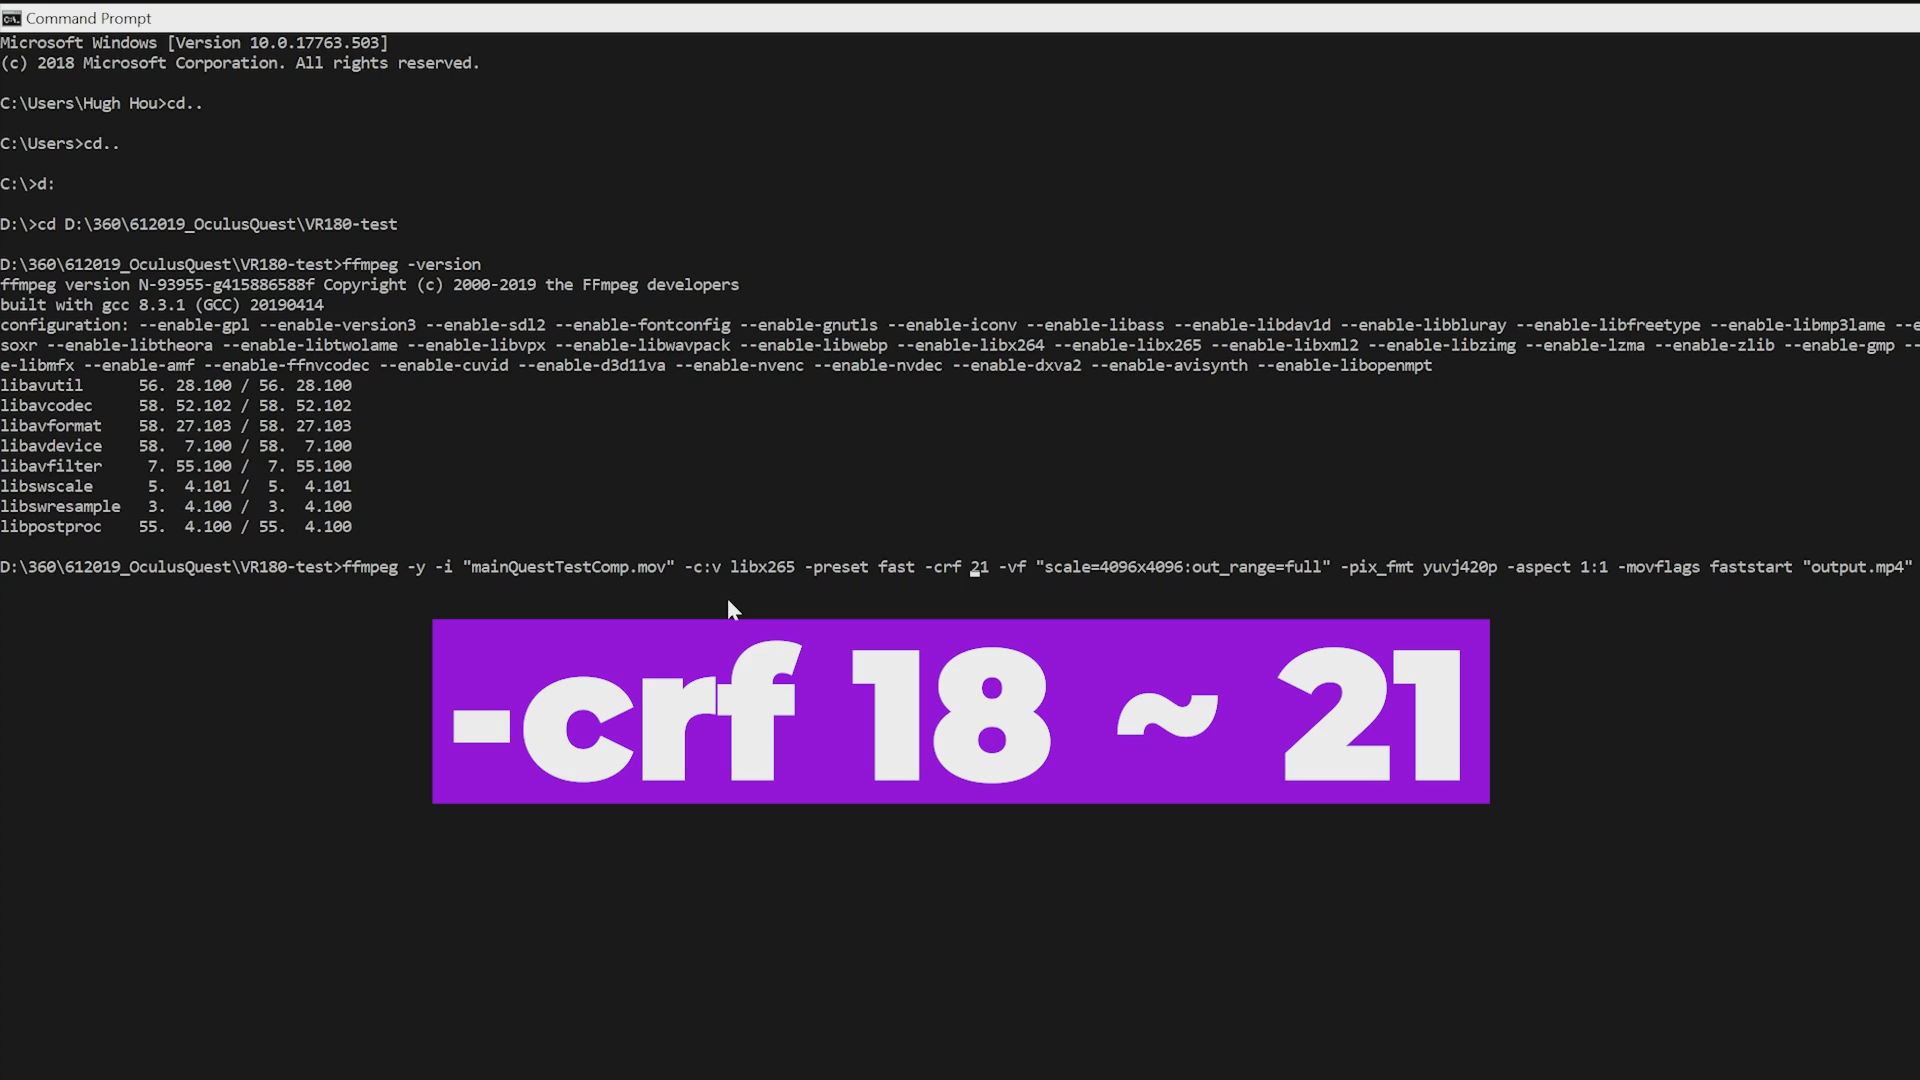 Command Prompt
Microsoft Windows [Version 10.0.17763.503]
(c) 2018 Microsoft Corporation. All rights reserved.
C:\Users\Hugh Hou>cd..
C:\Users>cd..
C:\>d:
D:\>cd D:\360\612019_OculusQuest\VR180-test
D:\360\612019_OculusQuest\VR180-test>ffmpeg -version
ffmpeg version N-93955-g415886588f Copyright (c) 2000-2019 the FFmpeg developers
built with gcc 8.3.1 (GCC) 20190414
configuration: --enable-gpl --enable-version3 --enable-sdl2 --enable-fontconfig --enable-gnutls --enable-iconv --enable-libass --enable-libdav1d --enable-libbluray --enable-libfreetype --enable-libmp3lame --e
soxr --enable-libtheora --enable-libtwolame --enable-libvpx --enable-libwavpack --enable-libwebp --enable-libx264 --enable-libx265 --enable-libxml2 --enable-libzimg --enable-lzma --enable-zlib --enable-gmp --
e-libmfx --enable-amf --enable-ffnvcodec --enable-cuvid --enable-d3d11va --enable-nvenc --enable-nvdec --enable-dxva2 --enable-avisynth --enable-libopenmpt
libavutil 56. 28.100 / 56. 28.100
libavcodec 58. 52.102 / 58. 52.102
libavformat 58. 27.103 / 58. 27.103
libavdevice 58. 7.100 / 58. 7.100
libavfilter 7. 55.100 / 7. 55.100
libswscale 5. 4.101 / 5. 4.101
libswresample 3. 4.100 / 3. 4.100
libpostproc 55. 4.100 / 55. 4.100
D:\360\612019_OculusQuest\VR180-test>ffmpeg -y -i "mainQuestTestComp.mov" -c:v libx265 -preset fast -crf 21 -vf "scale=4096x4096:out_range=full" -pix_fmt yuvj420p -aspect 1:1 -movflags faststart "output.mp4"
-crf 18 ~ 21